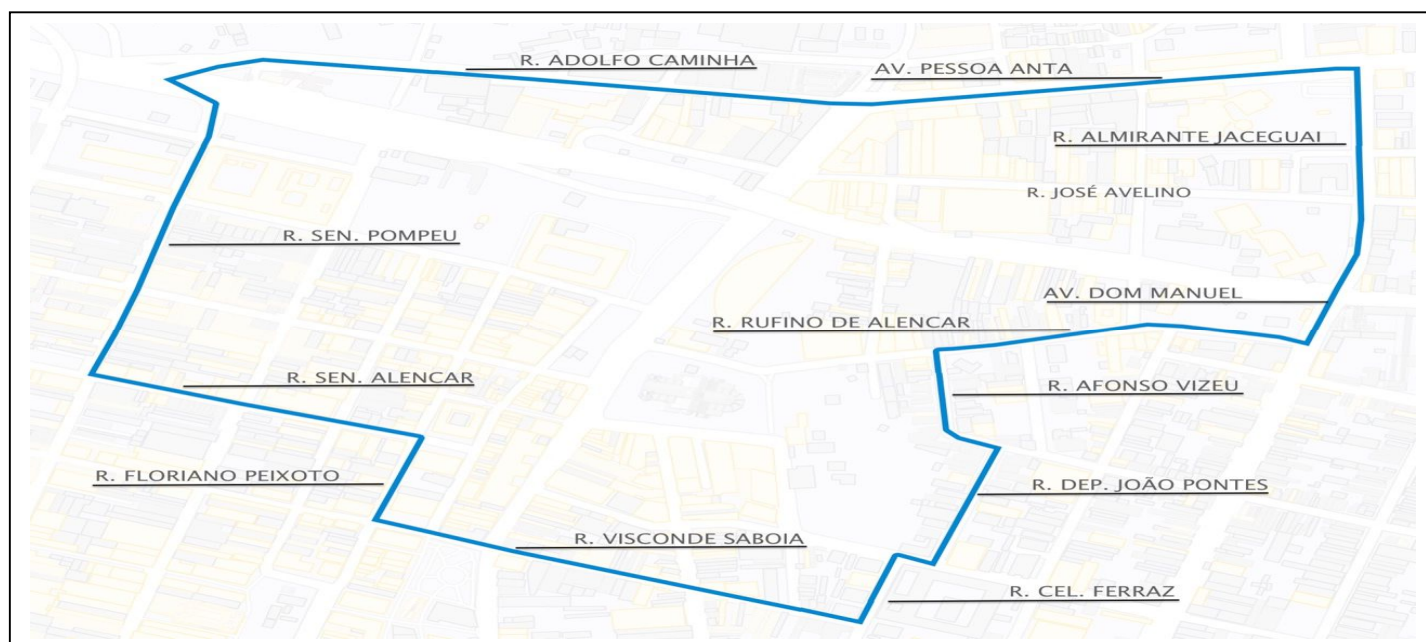 R. ADOLFO CAMINHA
AV. PESSOA ANTA
R. ALMIRANTE JACEGUAI
R. JOSÉ AVELINO
R. SEN. POMPEU
AV. DOM MANUEL
R. RUFINO DE ALENCAR
R. SEN. ALENCAR
R. AFONSO VIZEU
R. FLORIANO PEIXOTO
R. DEP. JOÃO PONTES
R. VISCONDE SABOIA
R. CEL. FERRAZ